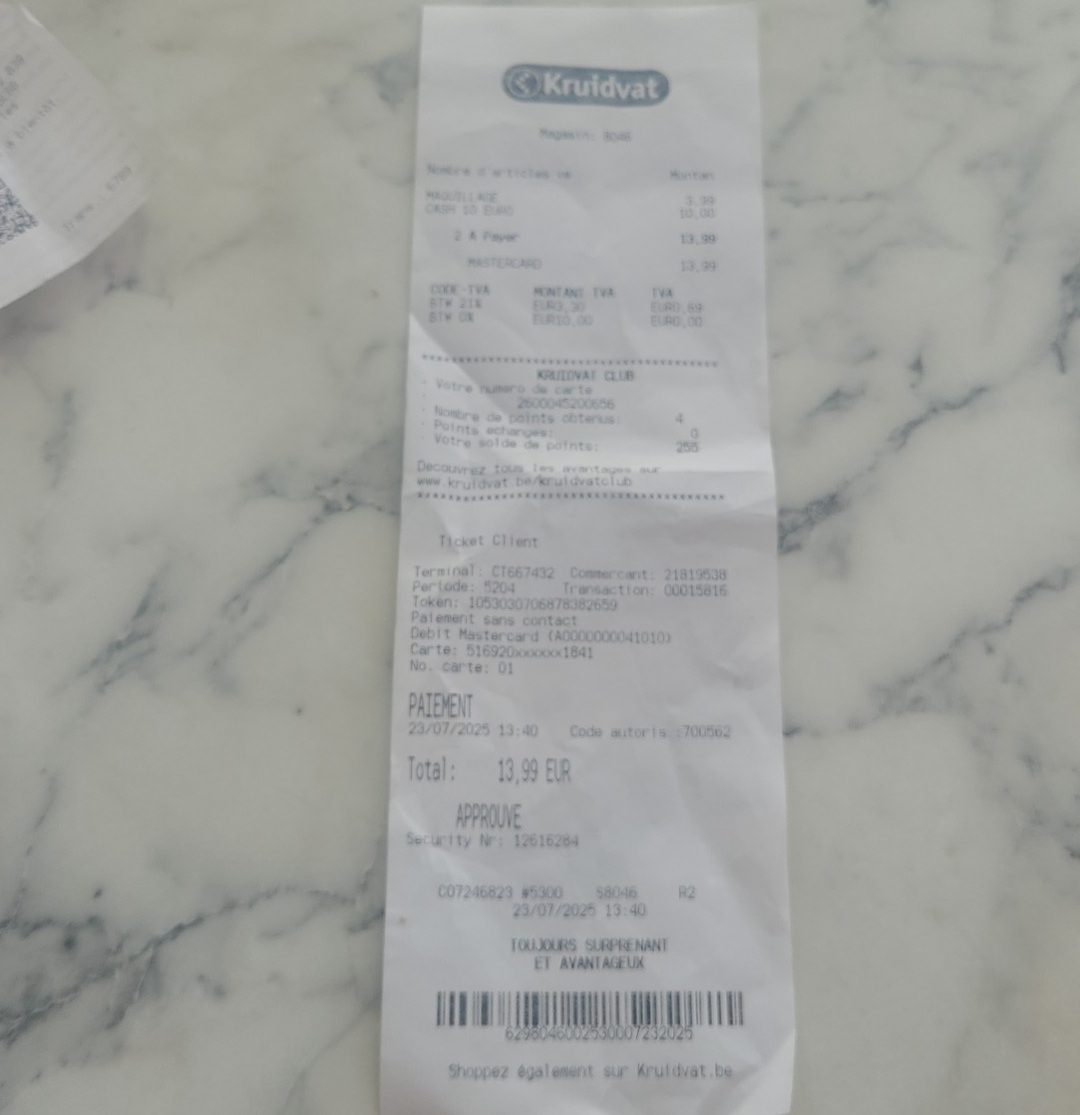 Kruidvat
Magasin: 8046
Nombre d'articles ve Montan
MAQUILLAGE 3,99
CASH 10 EURO 10,00
2 A Payer 13,99
MASTERCARD 13,99
CODE-TVA MONTANT TVA TVA
BTW 21% EUR3,30 EUR0,69
BTW 0% EUR10,00 EUR0,00
KRUIDVAT CLUB
· Votre numero de carte
· 2600045200656
· Nombre de points obtenus: 4
· Points echanges: 0
· Votre solde de points: 255
Decouvrez tous les avantages sur
www.kruidvat.be/kruidvatclub
Ticket Client
Terminal: CT667432 Commercant: 21819538
Periode: 5204 Transaction: 00015816
Token: 1053030706878382659
Paiement sans contact
Debit Mastercard (A0000000041010)
Carte: 516920xxxxxx1841
No. carte: 01
PAIEMENT
23/07/2025 13:40 Code autoris.:700562
Total: 13,99 EUR
APPROUVE
Security Nr: 12616284
C07246823 #5300 S8046 R2
23/07/2025 13:40
TOUJOURS SURPRENANT
ET AVANTAGEUX
6298046002530007232025
Shoppez également sur Kruidvat.be